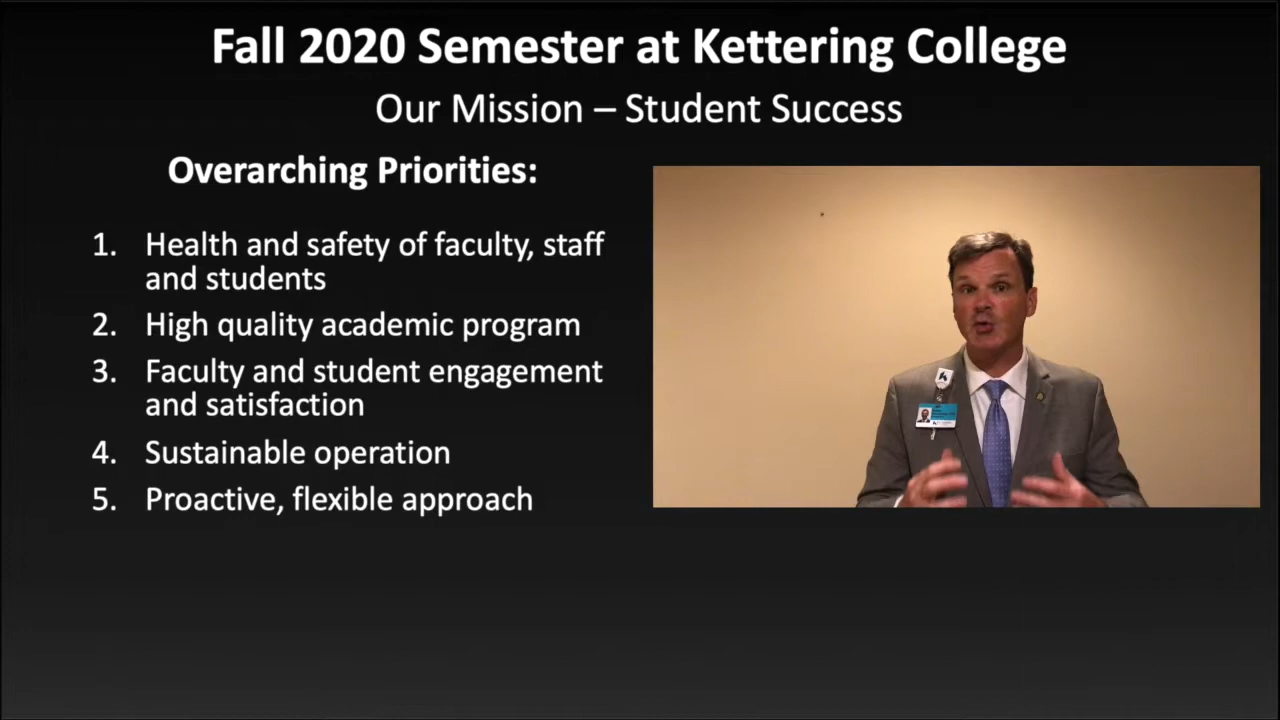 Fall 2020 Semester at Kettering College
Our Mission – Student Success
Overarching Priorities:
1. Health and safety of faculty, staff
and students
2. High quality academic program
3. Faculty and student engagement
and satisfaction
4. Sustainable operation
5. Proactive, flexible approach